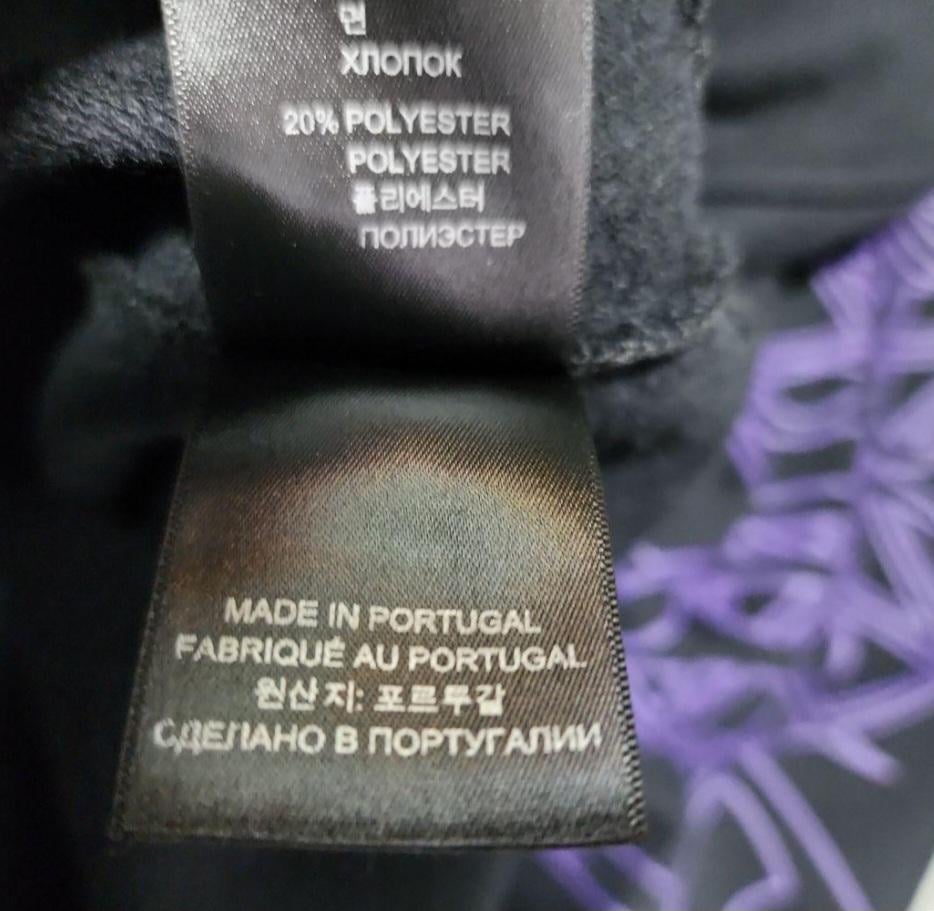 면
ХЛОПОК
20% POLYESTER
POLYESTER
폴리에스터
ПОЛИЭСТЕР
MADE IN PORTUGAL
FABRIQUÉ AU PORTUGAL
원산지: 포르투갈
СДЕЛАНО В ПОРТУГАЛИИ